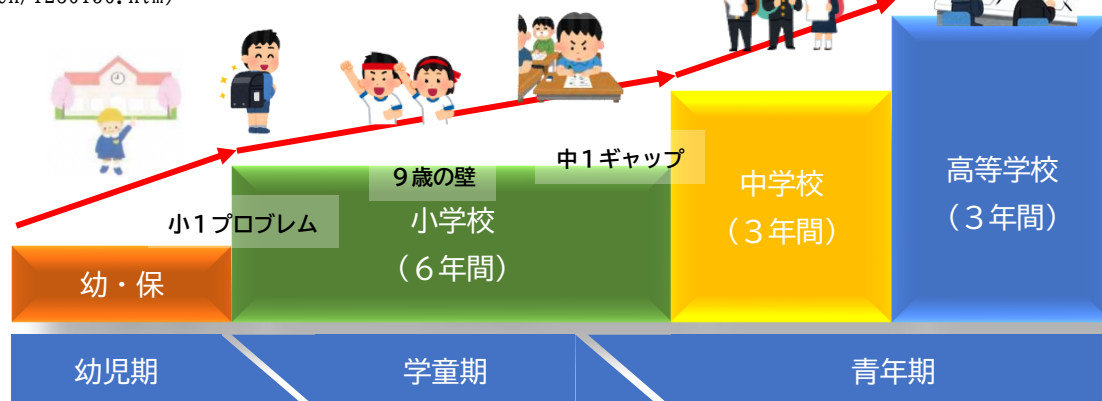 小１プロブレム
９歳の壁
中１ギャップ
幼・保
小学校
（６年間）
中学校
（３年間）
高等学校
（３年間）
幼児期
学童期
青年期